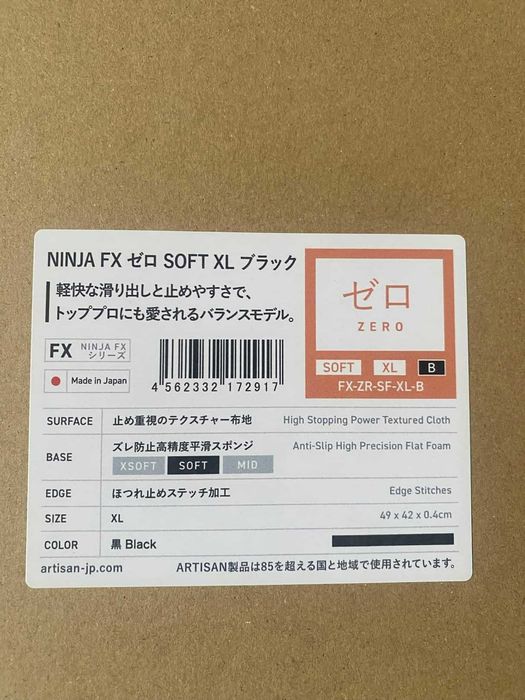 NINJA FX ゼロ SOFT XL ブラック
軽快な滑り出しと止めやすさで、
トッププロにも愛されるバランスモデル。
FX NINJA FX シリーズ
Made in Japan
4 562332 172917
ゼロ
ZERO
SOFT XL B
FX-ZR-SF-XL-B
SURFACE 止め重視のテクスチャー布地 High Stopping Power Textured Cloth
BASE ズレ防止高精度平滑スポンジ Anti-Slip High Precision Flat Foam
XSOFT SOFT MID
EDGE ほつれ止めステッチ加工 Edge Stitches
SIZE XL 49 x 42 x 0.4cm
COLOR 黒 Black
artisan-jp.com ARTISAN製品は85を超える国と地域で使用されています。